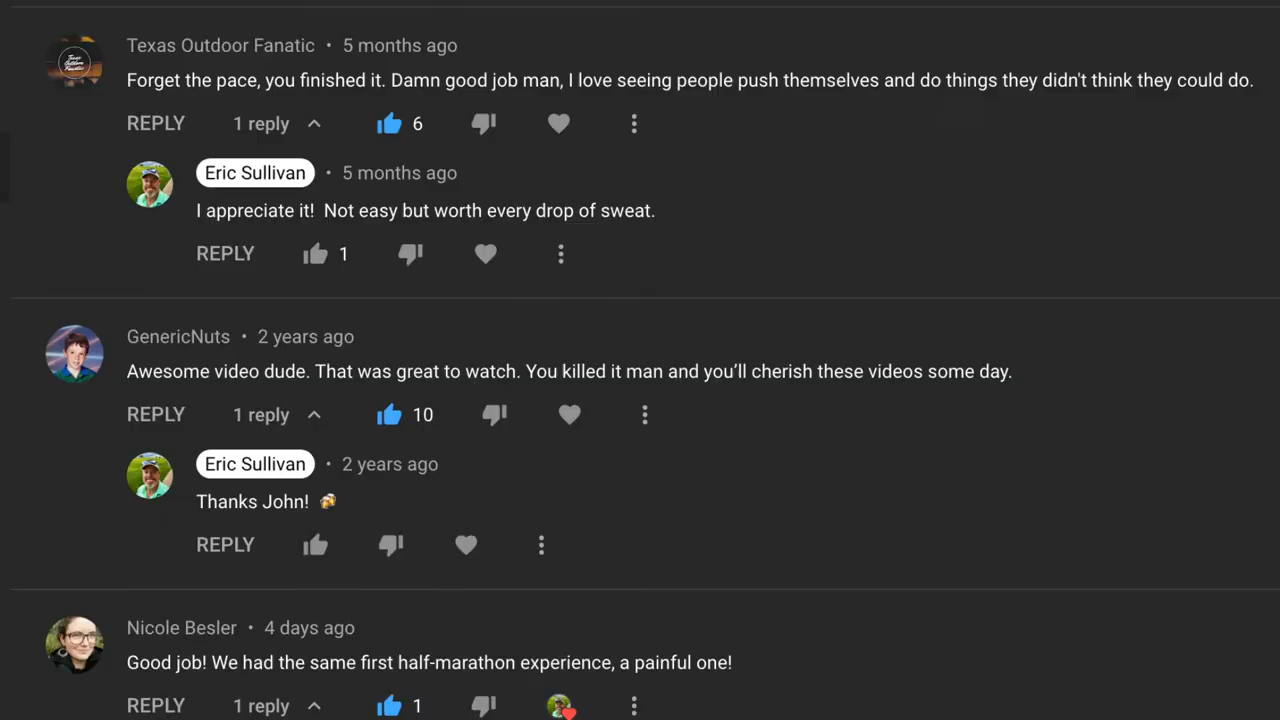 Texas Outdoor Fanatic • 5 months ago
Forget the pace, you finished it. Damn good job man, I love seeing people push themselves and do things they didn't think they could do.
REPLY 1 reply 6
Eric Sullivan • 5 months ago
I appreciate it!  Not easy but worth every drop of sweat.
REPLY 1
GenericNuts • 2 years ago
Awesome video dude. That was great to watch. You killed it man and you’ll cherish these videos some day.
REPLY 1 reply 10
Eric Sullivan • 2 years ago
Thanks John! 🍻
REPLY
Nicole Besler • 4 days ago
Good job! We had the same first half-marathon experience, a painful one!
REPLY 1 reply 1